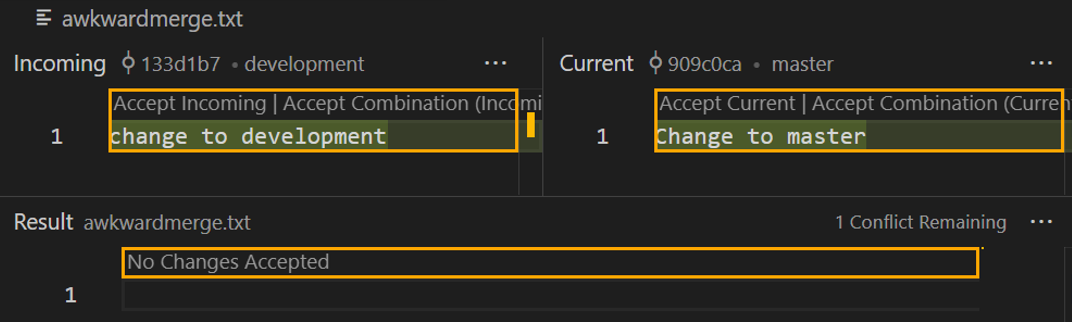 awkwardmerge.txt
Incoming 133d1b7 • development ···
Accept Incoming | Accept Combination (Incomi
1 change to development
Current 909c0ca • master ···
Accept Current | Accept Combination (Curren
1 Change to master
Result awkwardmerge.txt 1 Conflict Remaining ···
No Changes Accepted
1